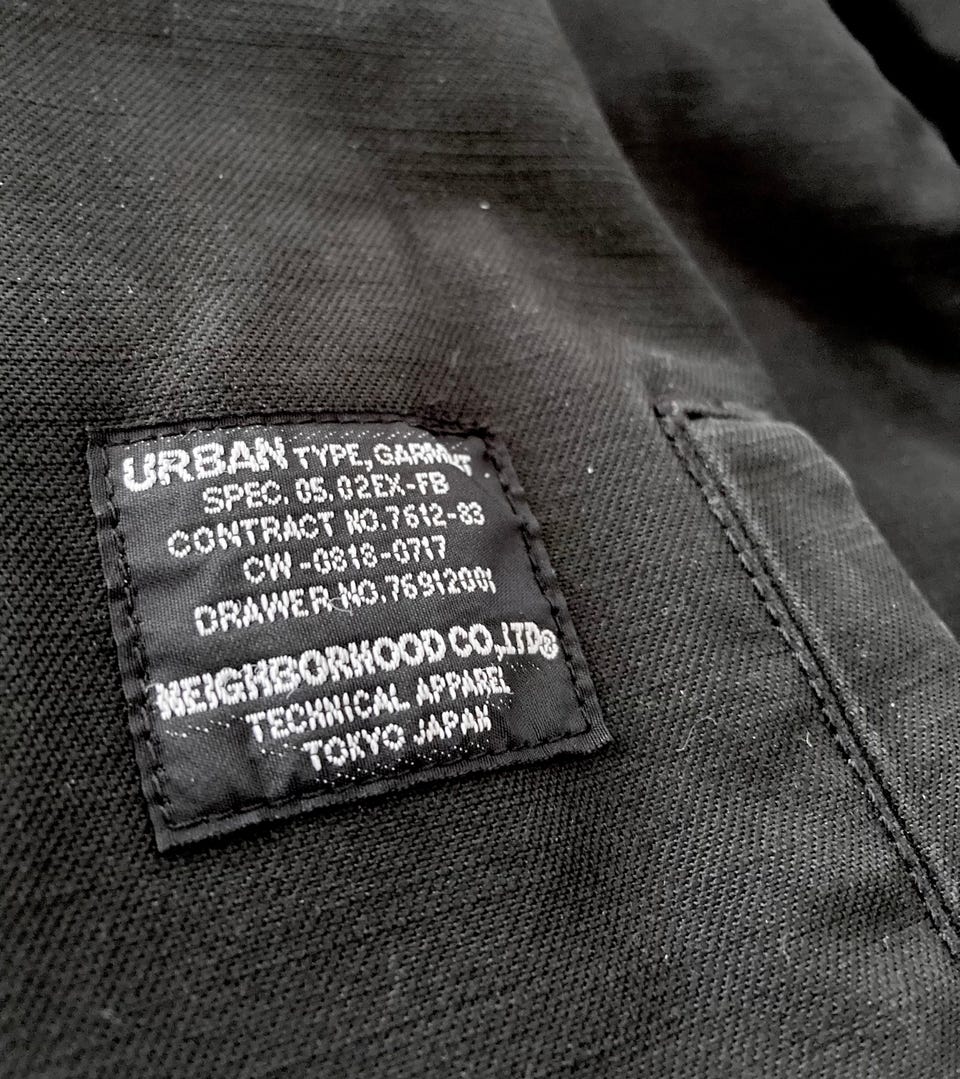 URBAN TYPE, GARMENT
SPEC. 05. 02EX-FB
CONTRACT NO.7612-83
CW-0818-0717
DRAWER NO.76912001
NEIGHBORHOOD CO.,LTD®
TECHNICAL APPAREL
TOKYO JAPAN